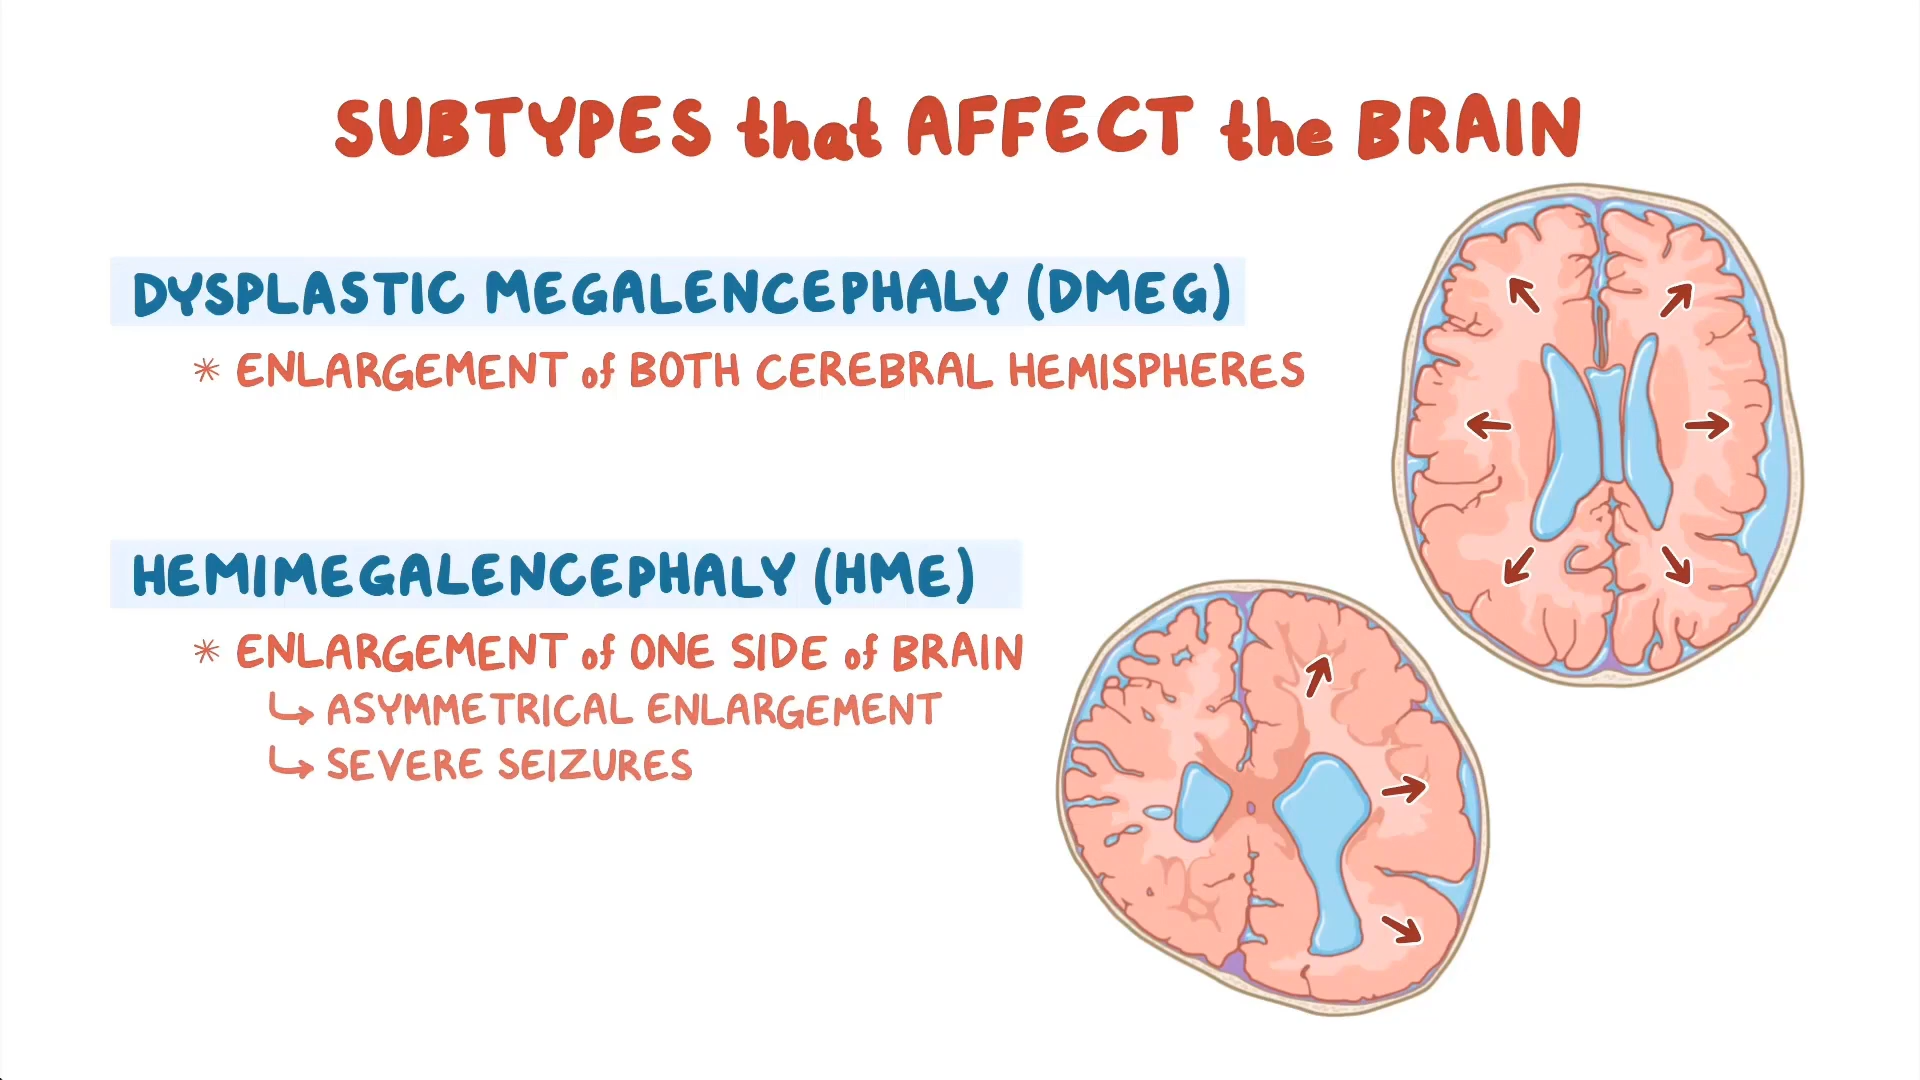 SUBTYPES that AFFECT the BRAIN
DYSPLASTIC MEGALENCEPHALY (DMEG)
* ENLARGEMENT of BOTH CEREBRAL HEMISPHERES
HEMIMEGALENCEPHALY (HME)
* ENLARGEMENT of ONE SIDE of BRAIN
↳ ASYMMETRICAL ENLARGEMENT
↳ SEVERE SEIZURES